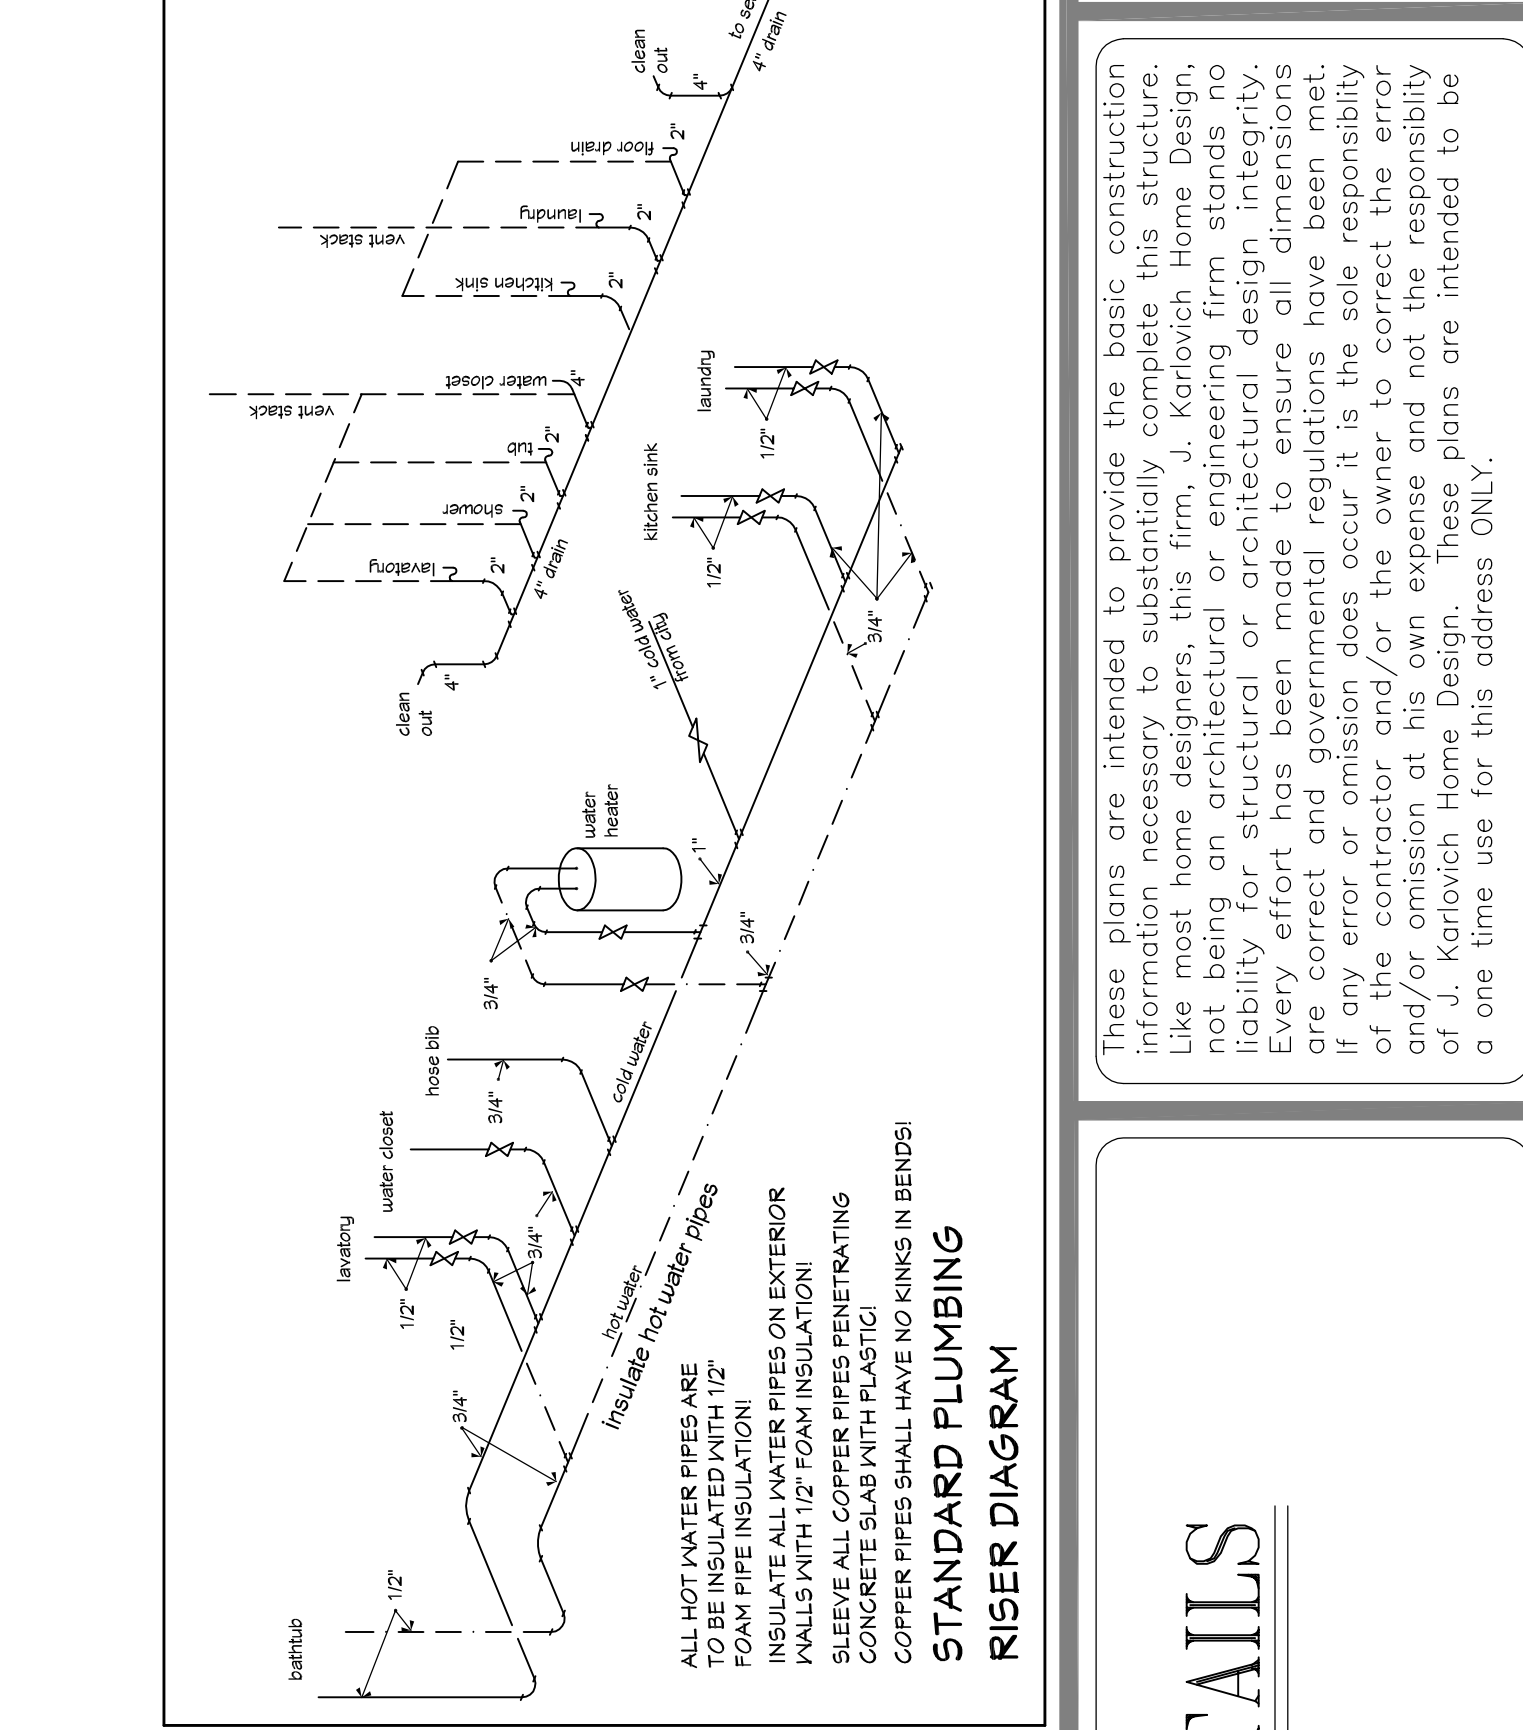 bathtub
1/2"
lavatory
1/2"
1/2"
3/4"
3/4"
water closet
hose bib
3/4"
3/4"
water
heater
3/4"
1"
1" cold water
from city
cold water
hot water
insulate hot water pipes
kitchen sink
1/2"
laundry
1/2"
3/4"
clean
out
4"
lavatory
2"
shower
2"
tub
2"
water closet
4"
vent stack
4" drain
kitchen sink
2"
laundry
2"
floor drain
2"
vent stack
clean
out
4"
to se
4" drain
ALL HOT WATER PIPES ARE
TO BE INSULATED WITH 1/2"
FOAM PIPE INSULATION!
INSULATE ALL WATER PIPES ON EXTERIOR
WALLS WITH 1/2" FOAM INSULATION!
SLEEVE ALL COPPER PIPES PENETRATING
CONCRETE SLAB WITH PLASTIC!
COPPER PIPES SHALL HAVE NO KINKS IN BENDS!
STANDARD PLUMBING
RISER DIAGRAM
These plans are intended to provide the basic construction
information necessary to substantially complete this structure.
Like most home designers, this firm, J. Karlovich Home Design,
not being an architectural or engineering firm stands no
liability for structural or architectural design integrity.
Every effort has been made to ensure all dimensions
are correct and governmental regulations have been met.
If any error or omission does occur it is the sole responsiblity
of the contractor and/or the owner to correct the error
and/or omission at his own expense and not the responsiblity
of J. Karlovich Home Design. These plans are intended to be
a one time use for this address ONLY.
TAILS